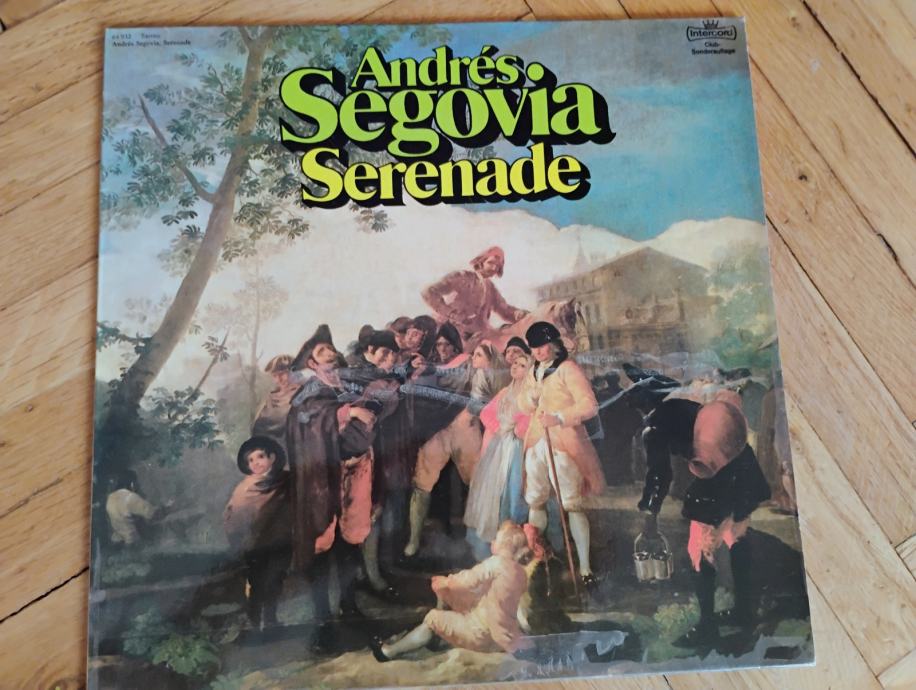 Stereo
Andrés Segovia, Serenade
Intercord
Club-
Sonderauflage
Andrés
Segovia
Serenade